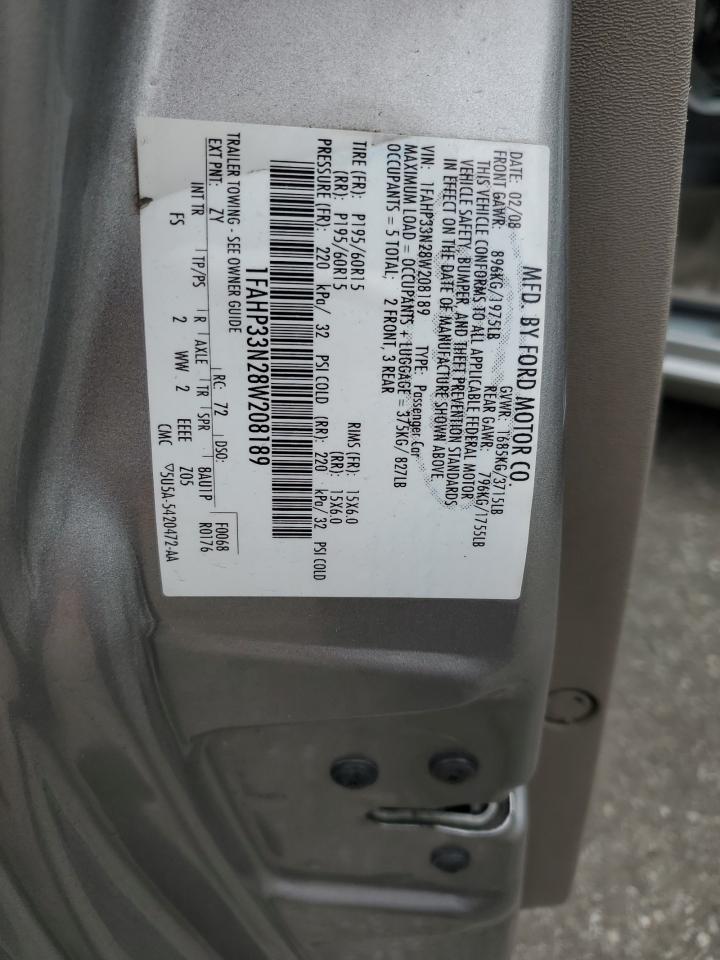 MFD. BY FORD MOTOR CO.
DATE: 02/08 GVWR: 1685KG/3715LB
FRONT GAWR: 896KG/1975LB REAR GAWR: 796KG/1755LB
THIS VEHICLE CONFORMS TO ALL APPLICABLE FEDERAL MOTOR
VEHICLE SAFETY, BUMPER, AND THEFT PREVENTION STANDARDS
IN EFFECT ON THE DATE OF MANUFACTURE SHOWN ABOVE.
VIN: 1FAHP33N28W208189 TYPE: Passenger Car
MAXIMUM LOAD = OCCUPANTS + LUGGAGE = 375KG/827LB
OCCUPANTS = 5 TOTAL: 2 FRONT, 3 REAR
TIRE (FR): P195/60R15 RIMS (FR): 15X6.0
(RR): P195/60R15 (RR): 15X6.0
PRESSURE (FR): 220 kPa/ 32 PSI COLD (RR): 220 kPa/ 32 PSI COLD
1FAHP33N28W208189
TRAILER TOWING - SEE OWNER GUIDE
EXT PNT: ZY RC: 72 DSO: F0068
R0176
INT TR TP/PS R AXLE TR SPR BAU1P
FS 2 WW 2 EEEE Z05
CMC 5U5A-5420472-AA